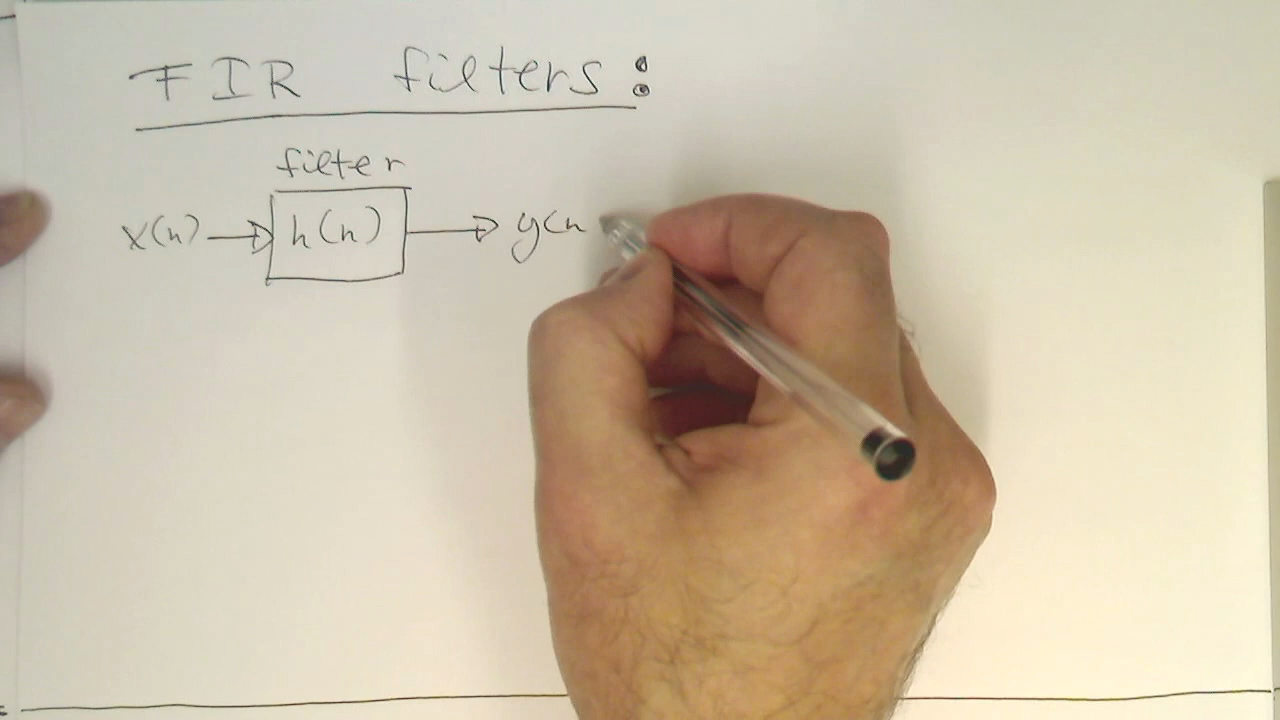 FIR filters:
filter
x(n) → h(n) → y(n